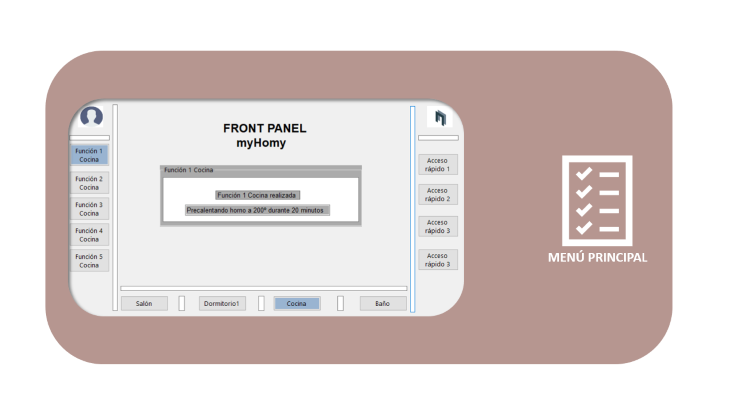 FRONT PANEL
myHomy
Función 1
Cocina
Función 2
Cocina
Función 3
Cocina
Función 4
Cocina
Función 5
Cocina
Función 1 Cocina
Función 1 Cocina realizada
Precalentando horno a 200º durante 20 minutos
Salón
Dormitorio1
Cocina
Baño
Acceso
rápido 1
Acceso
rápido 2
Acceso
rápido 3
Acceso
rápido 3
MENÚ PRINCIPAL